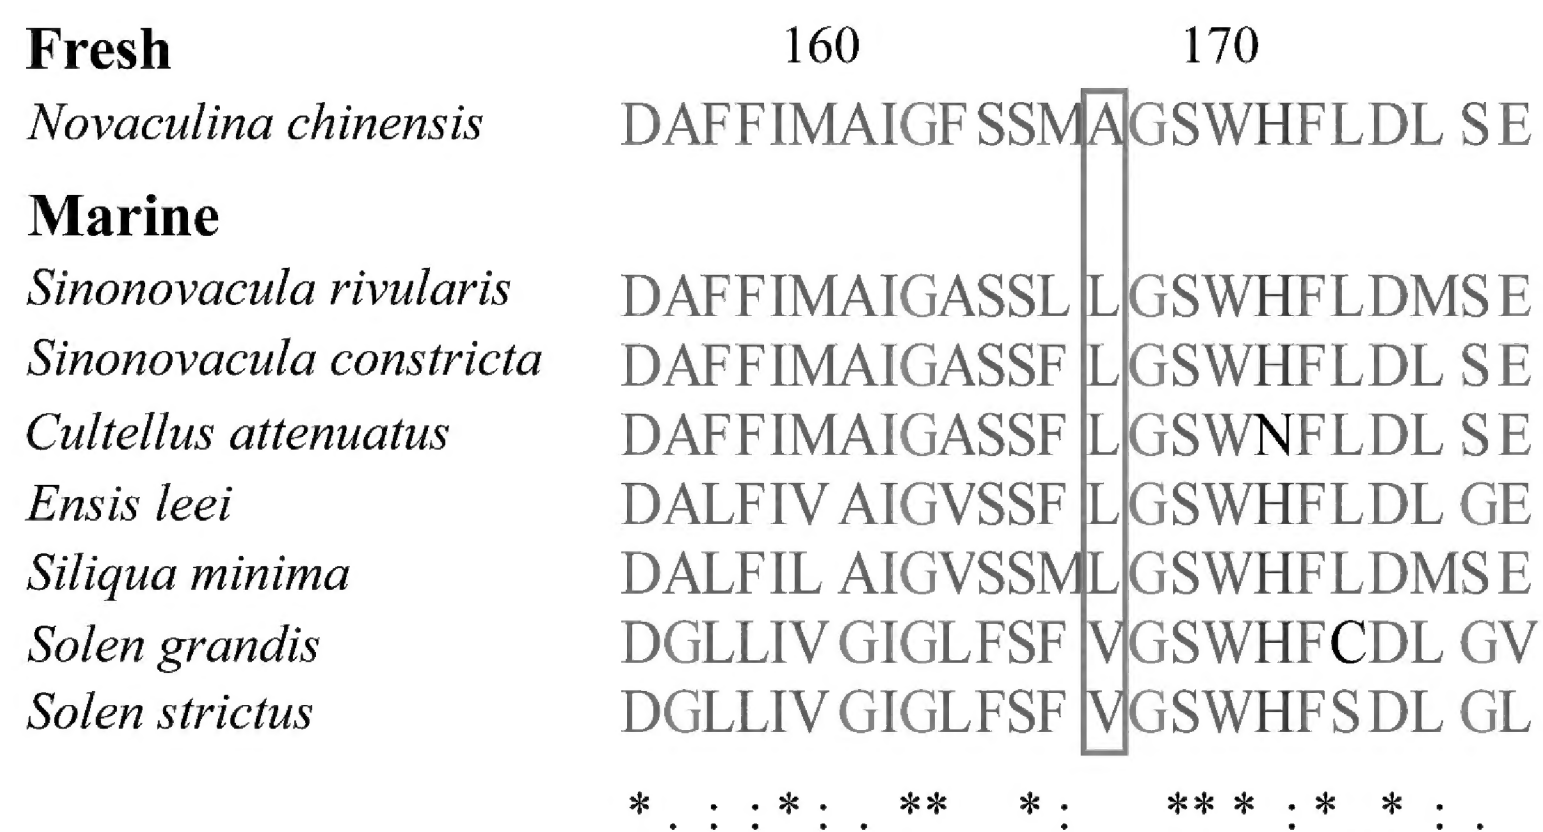 Fresh 160 170
Novaculina chinensis DAFFIMAIGFSSMAGSWHFLDLSE
Marine
Sinonovacula rivularis DAFFIMAIGASSLLGSWHFLDMSE
Sinonovacula constricta DAFFIMAIGASSFLGSWHFLDLSE
Cultellus attenuatus DAFFIMAIGASSFLGSWNFLDLSE
Ensis leei DALFIVAIGVSSFLGSWHFLDLGE
Siliqua minima DALFILAIGVSSMLGSWHFLDMSE
Solen grandis DGLLIVGIGLFSFVGSWHFCDLGV
Solen strictus DGLLIVGIGLFSFVGSWHFSDLGL
* . : : * : . ** * : ** * : * * : .